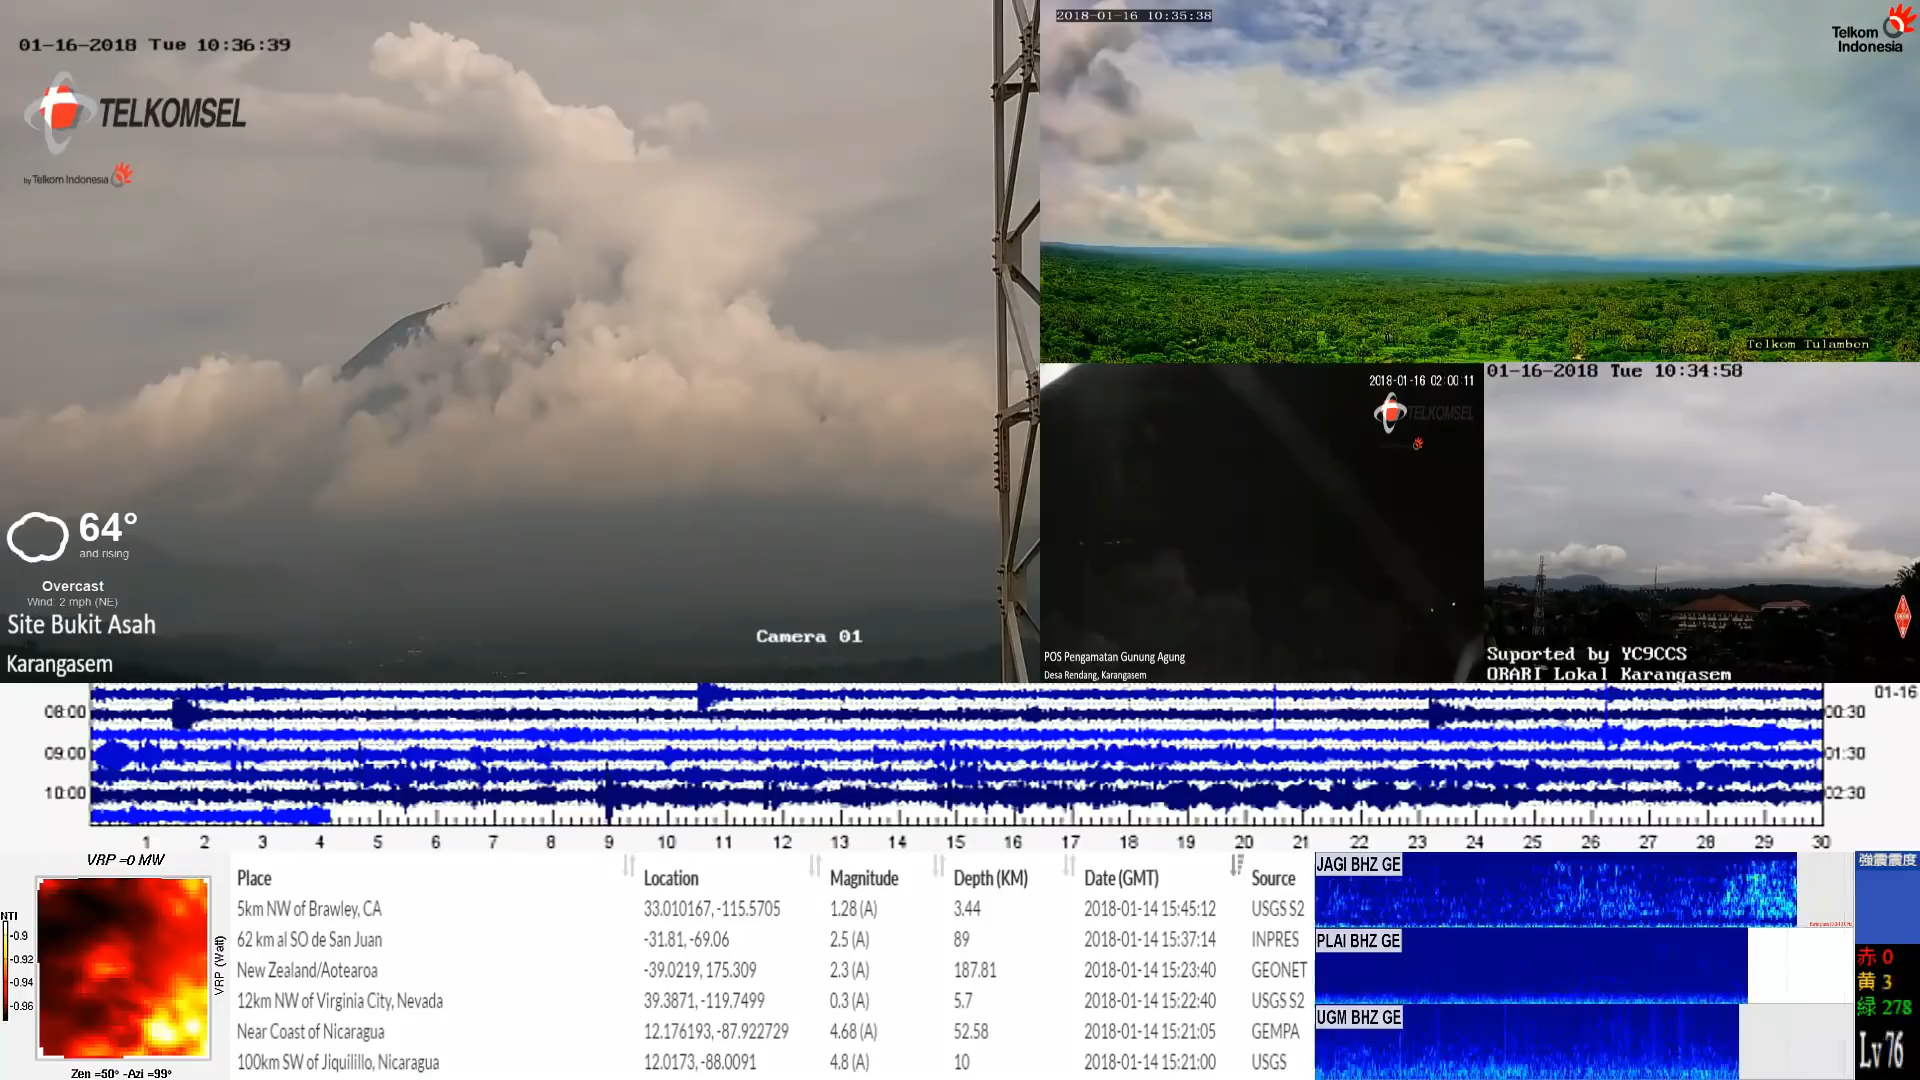 01-16-2018 Tue 10:36:39
TELKOMSEL
by Telkom Indonesia
64°
and rising
Overcast
Wind: 2 mph (NE)
Site Bukit Asah
Karangasem
Camera 01
2018-01-16 10:35:38
Telkom
Indonesia
Telkom Tulamben
2018-01-16 02:00:11
TELKOMSEL
POS Pengamatan Gunung Agung
Desa Rendang, Karangasem
01-16-2018 Tue 10:34:58
Suported by YC9CCS
ORARI Lokal Karangasem
01-16
08:00 00:30
09:00 01:30
10:00 02:30
1 2 3 4 5 6 7 8 9 10 11 12 13 14 15 16 17 18 19 20 21 22 23 24 25 26 27 28 29 30
VRP =0 MW
NTI
-0.9
-0.92
-0.94
-0.96
VRP (Watt)
Zen =50° -Azi =99°
Place Location Magnitude Depth (KM) Date (GMT) Source
5km NW of Brawley, CA 33.010167, -115.5705 1.28 (A) 3.44 2018-01-14 15:45:12 USGS S2
62 km al SO de San Juan -31.81, -69.06 2.5 (A) 89 2018-01-14 15:37:14 INPRES
New Zealand/Aotearoa -39.0219, 175.309 2.3 (A) 187.81 2018-01-14 15:23:40 GEONET
12km NW of Virginia City, Nevada 39.3871, -119.7499 0.3 (A) 5.7 2018-01-14 15:22:40 USGS S2
Near Coast of Nicaragua 12.176193, -87.922729 4.68 (A) 52.58 2018-01-14 15:21:05 GEMPA
100km SW of Jiquilillo, Nicaragua 12.0173, -88.0091 4.8 (A) 10 2018-01-14 15:21:00 USGS
JAGI BHZ GE
PLAI BHZ GE
UGM BHZ GE
強震震度
赤 0
黄 3
緑 278
Lv 76